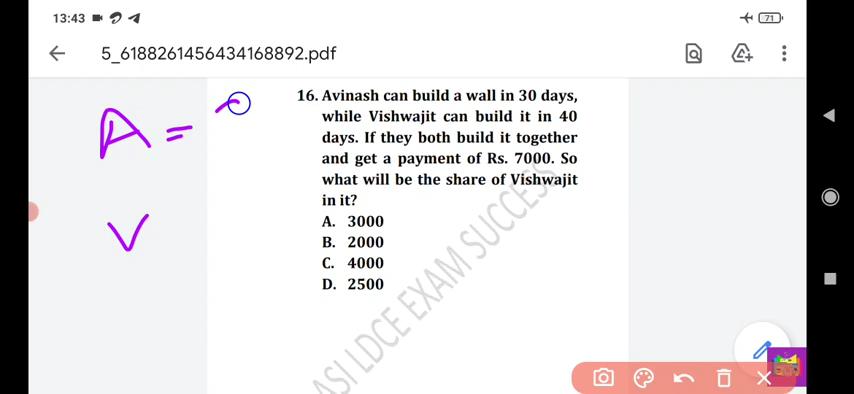 13:43
71
5_6188261456434168892.pdf
A =
V
16. Avinash can build a wall in 30 days,
while Vishwajit can build it in 40
days. If they both build it together
and get a payment of Rs. 7000. So
what will be the share of Vishwajit
in it?
A. 3000
B. 2000
C. 4000
D. 2500
ASI LDCE EXAM SUCCESS